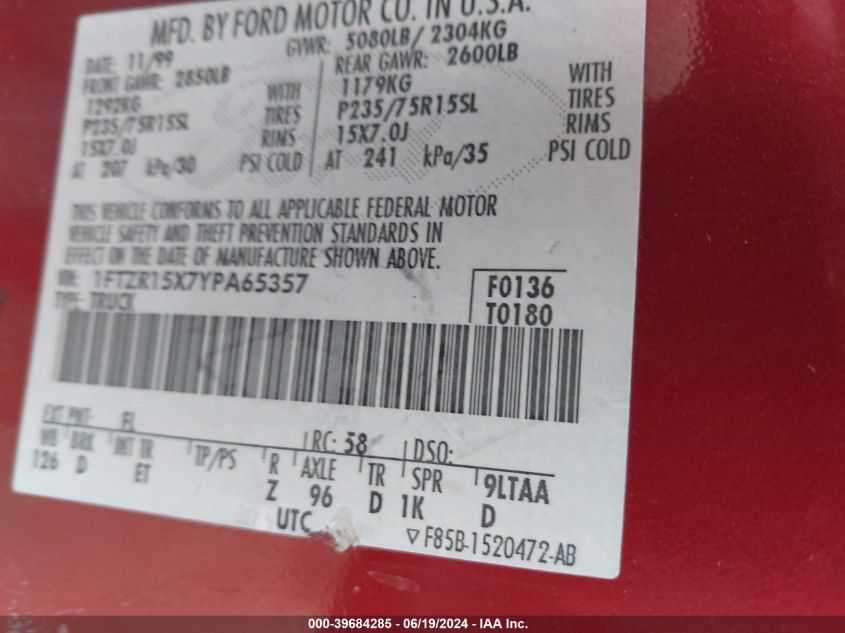 MFD. BY FORD MOTOR CO. IN U.S.A.
DATE: 11/99 GVWR: 5080LB/ 2304KG
FRONT GAWR: 2850LB REAR GAWR: 2600LB
1292KG WITH 1179KG WITH
P235/75R15SL TIRES P235/75R15SL TIRES
15X7.0J RIMS 15X7.0J RIMS
AT 207 kPa/30 PSI COLD AT 241 kPa/35 PSI COLD
THIS VEHICLE CONFORMS TO ALL APPLICABLE FEDERAL MOTOR
VEHICLE SAFETY AND THEFT PREVENTION STANDARDS IN
EFFECT ON THE DATE OF MANUFACTURE SHOWN ABOVE.
VIN: 1FTZR15X7YPA65357 F0136
TYPE: TRUCK T0180
EXT PNT: FL RC: 58 DSO:
WB BRK INT TR TP/PS R AXLE TR SPR 9LTAA
126 D ET Z 96 D 1K D
UTC
▽F85B-1520472-AB
000-39684285 - 06/19/2024 - IAA Inc.